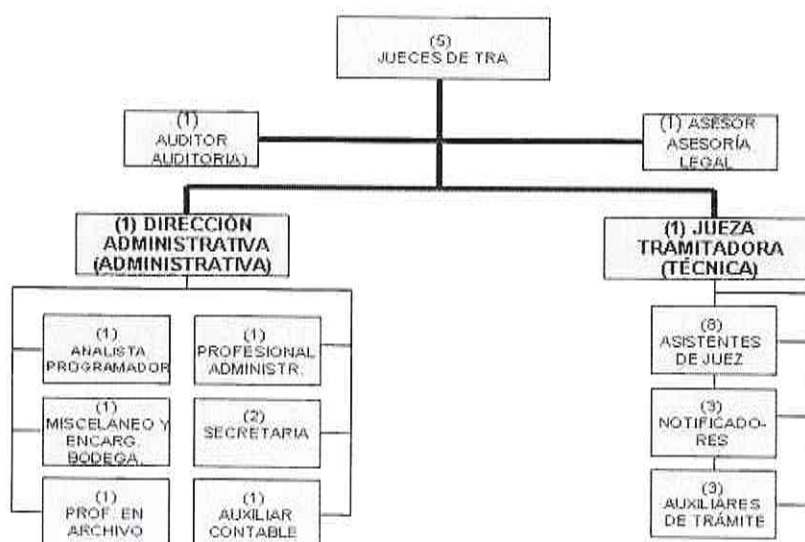 (5)
JUECES DE TRA
(1)
AUDITOR
AUDITORIA)
(1) ASESOR
ASESORÍA
LEGAL
(1) DIRECCIÓN
ADMINISTRATIVA
(ADMINISTRATIVA)
(1) JUEZA
TRAMITADORA
(TÉCNICA)
(1)
ANALISTA
PROGRAMADOR
(1)
PROFESIONAL
ADMINISTR.
(8)
ASISTENTES
DE JUEZ
(1)
MISCELANEO Y
ENCARG.
BODEGA.
(2)
SECRETARIA
(3)
NOTIFICADO-
RES
(1)
PROF. EN
ARCHIVO
(1)
AUXILIAR
CONTABLE
(3)
AUXILIARES
DE TRÁMITE